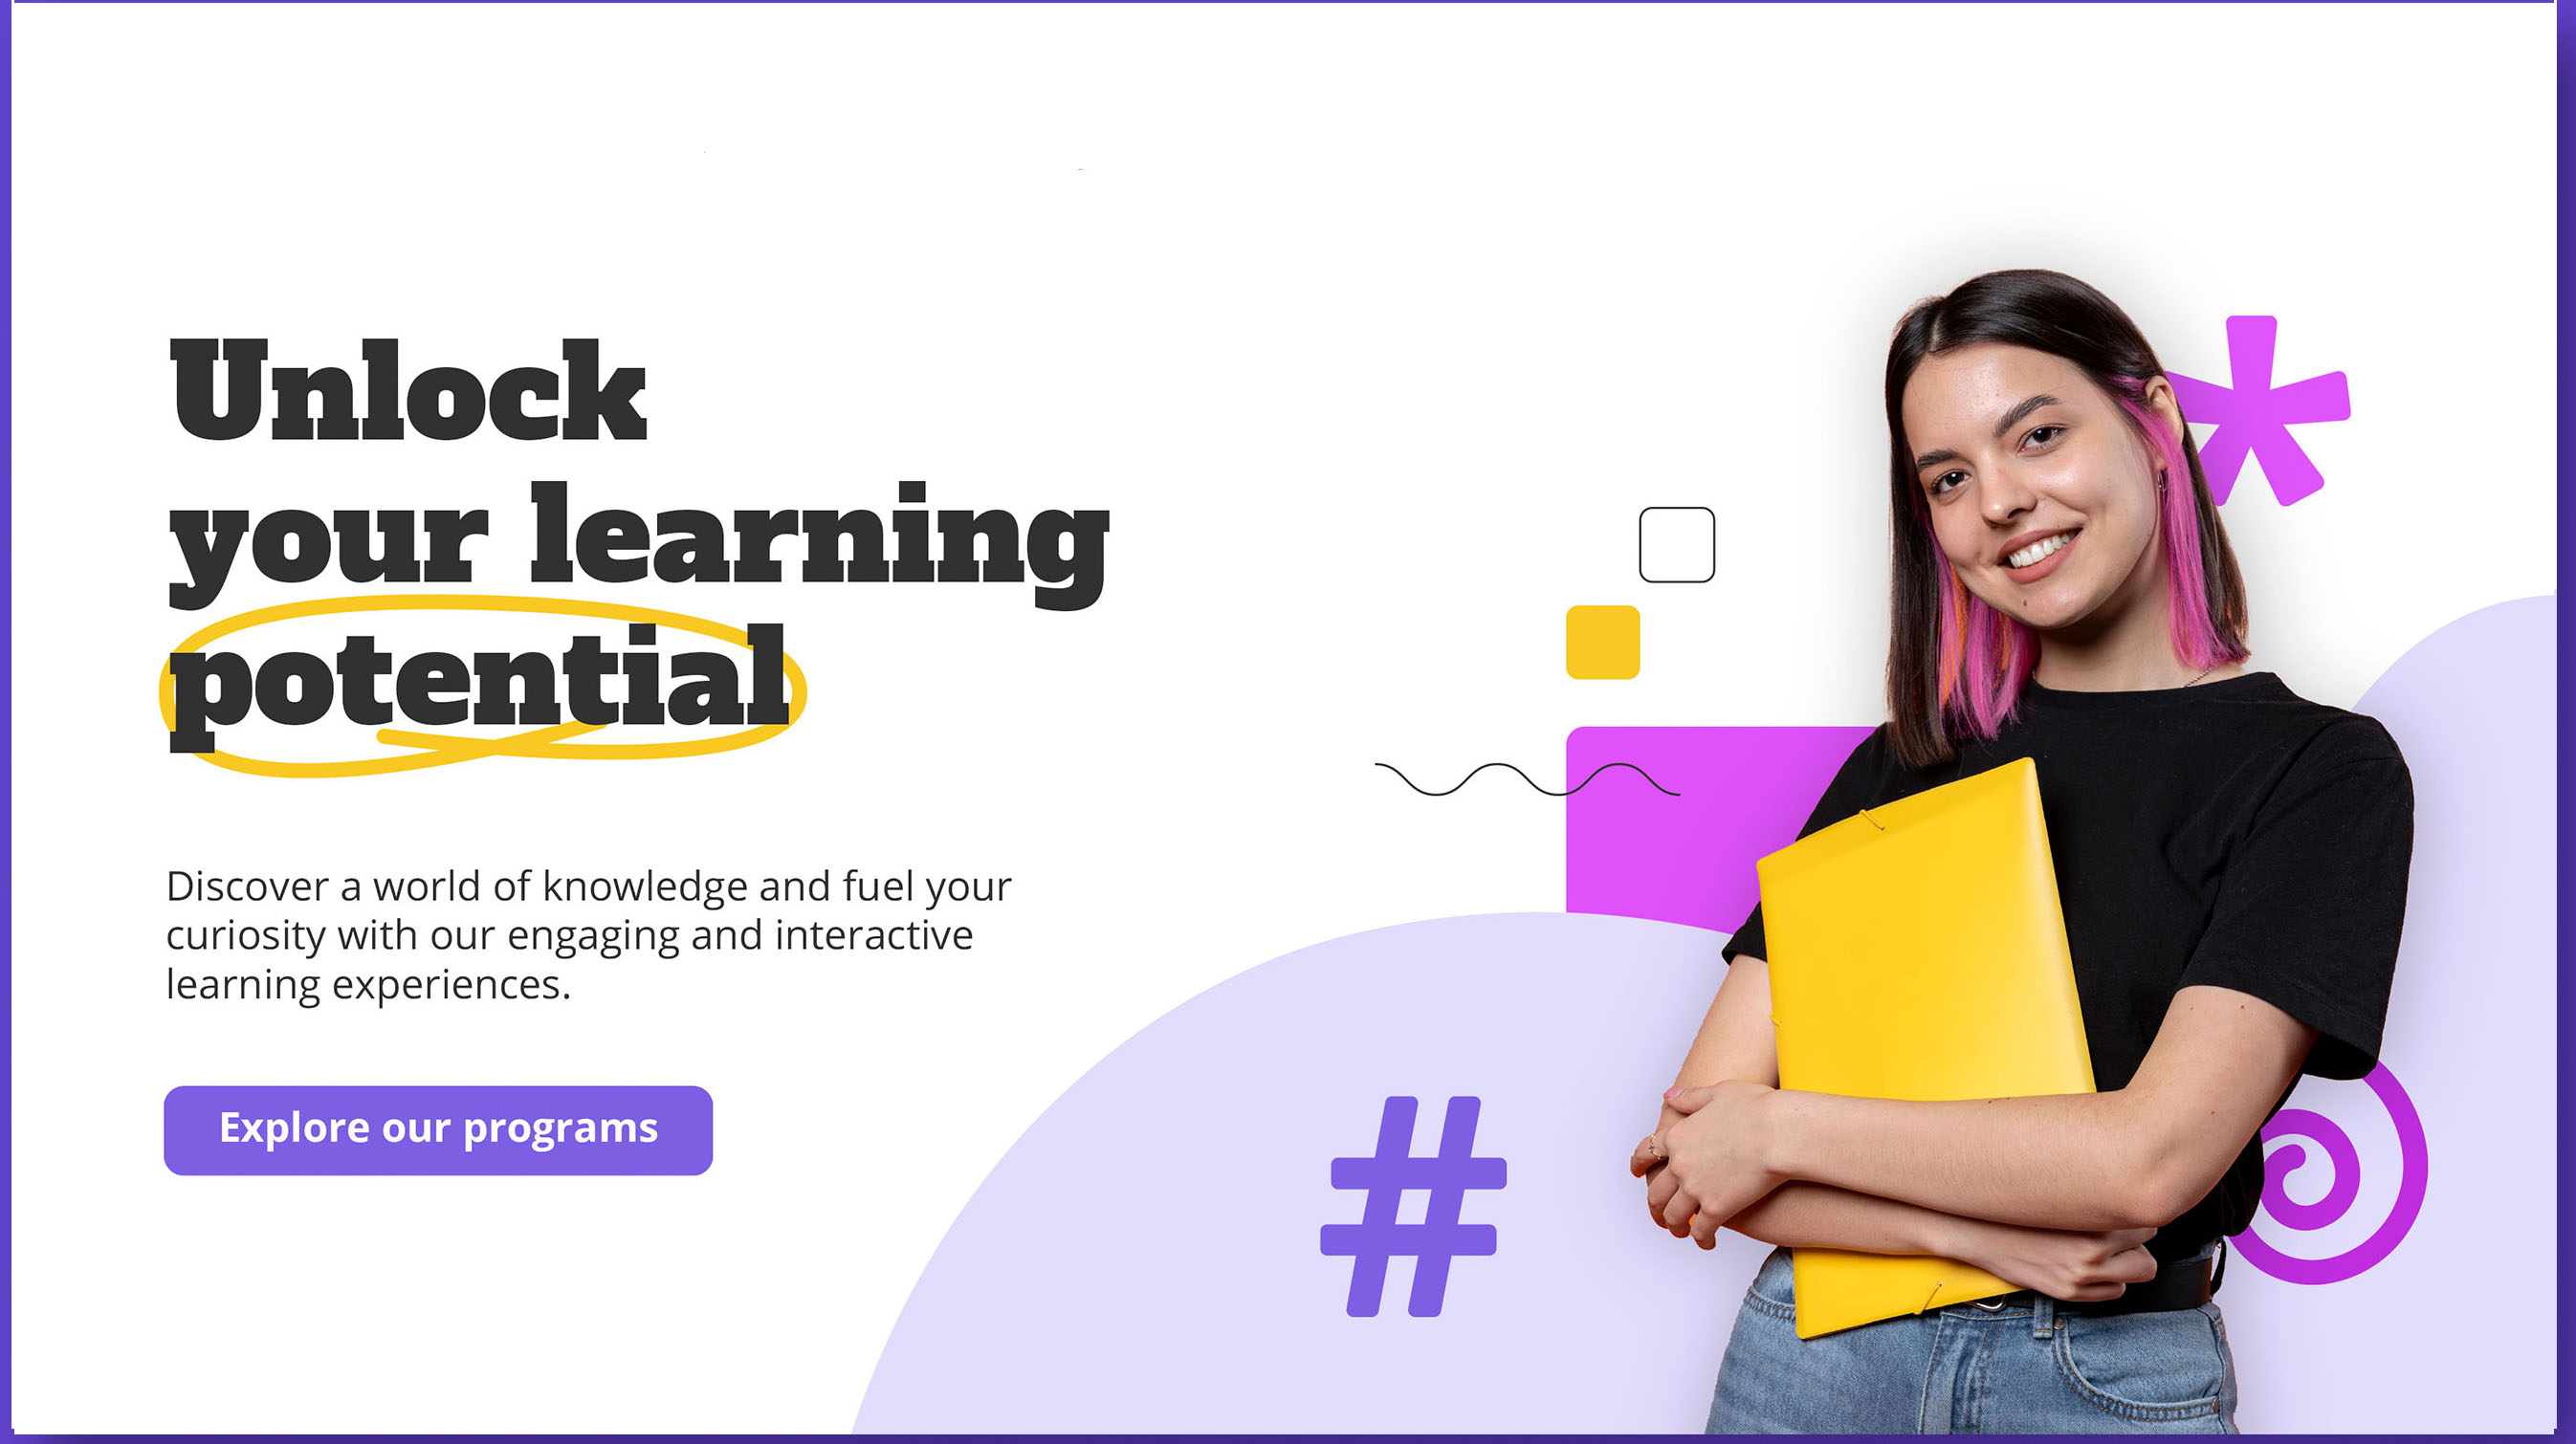 Unlock
your learning
potential
Discover a world of knowledge and fuel your
curiosity with our engaging and interactive
learning experiences.
Explore our programs